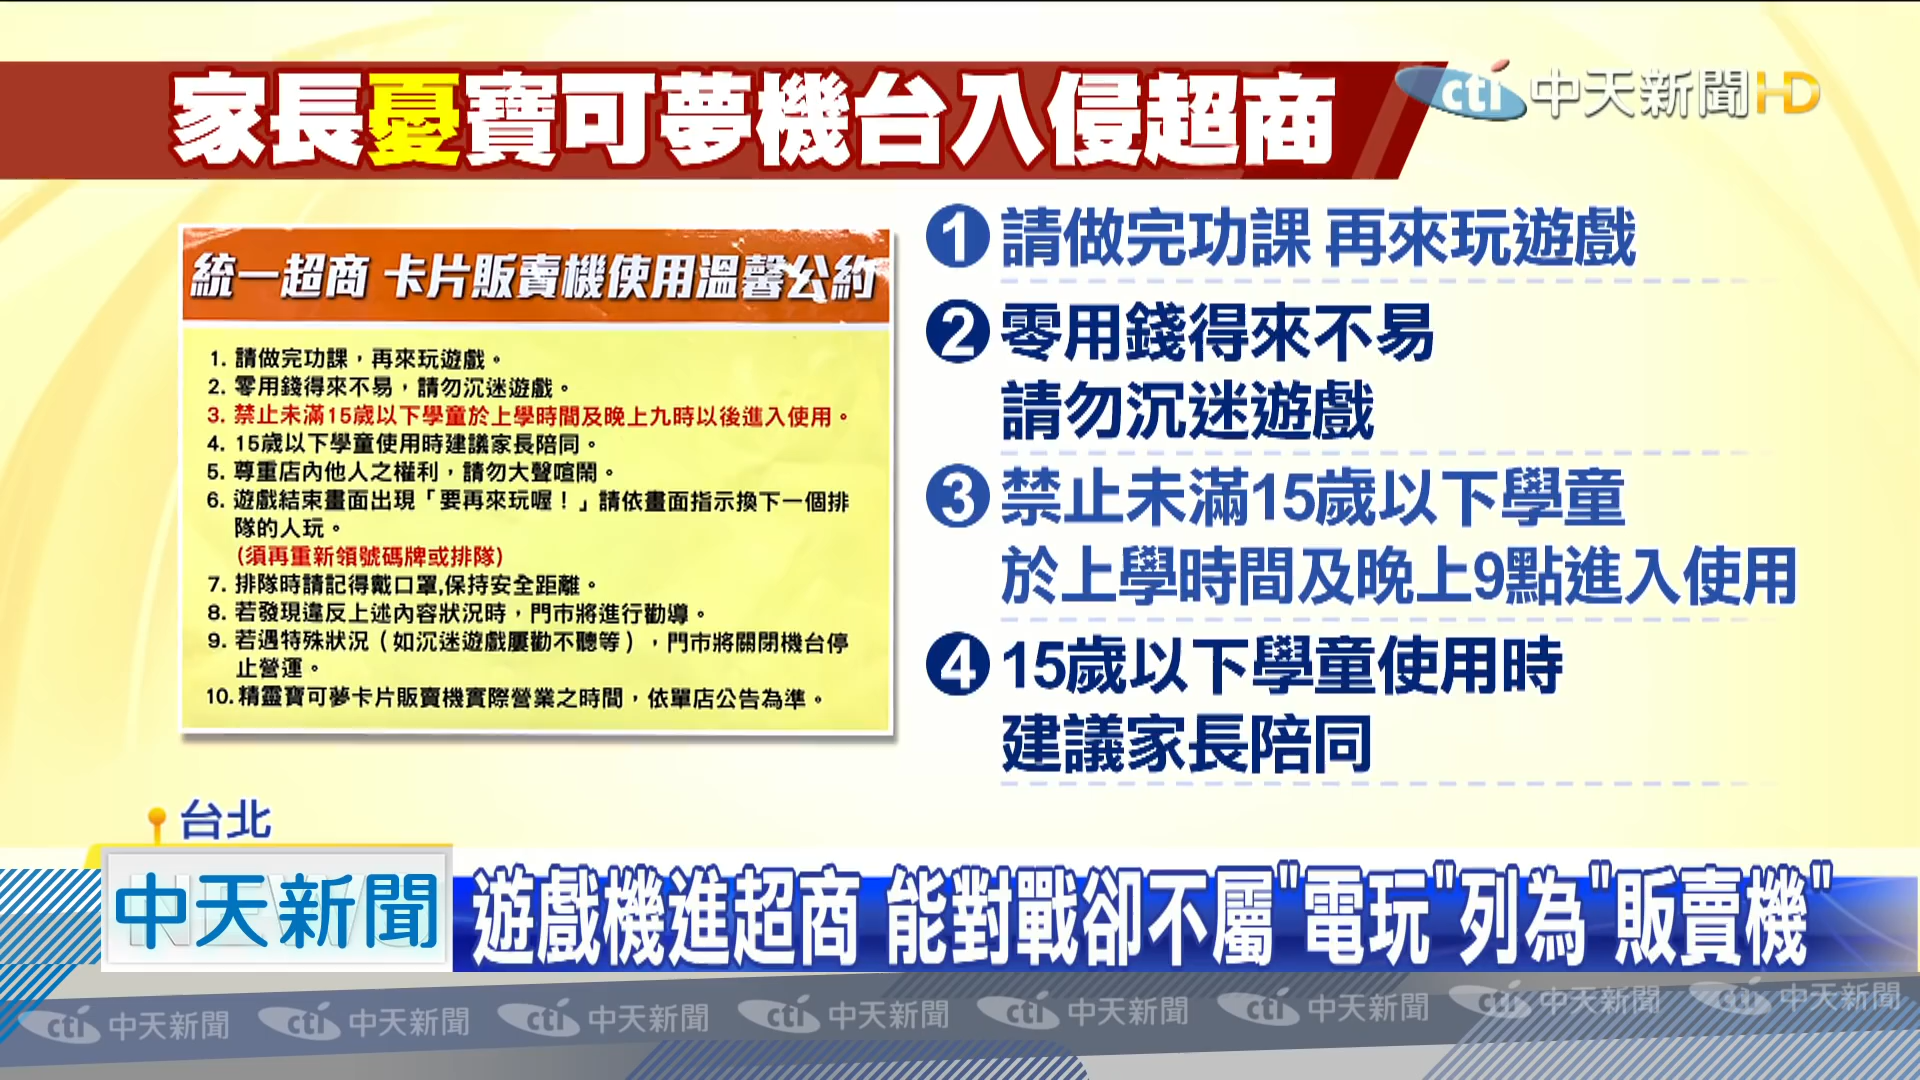 家長憂寶可夢機台入侵超商
cti 中天新聞HD
統一超商 卡片販賣機使用溫馨公約
1. 請做完功課，再來玩遊戲。
2. 零用錢得來不易，請勿沉迷遊戲。
3. 禁止未滿15歲以下學童於上學時間及晚上九時以後進入使用。
4. 15歲以下學童使用時建議家長陪同。
5. 尊重店內他人之權利，請勿大聲喧鬧。
6. 遊戲結束畫面出現「要再來玩喔！」請依畫面指示換下一個排
隊的人玩。
(須再重新領號碼牌或排隊)
7. 排隊時請記得戴口罩,保持安全距離。
8. 若發現違反上述內容狀況時，門市將進行勸導。
9. 若遇特殊狀況（如沉迷遊戲屢勸不聽等），門市將關閉機台停
止營運。
10. 精靈寶可夢卡片販賣機實際營業之時間，依單店公告為準。
1 請做完功課 再來玩遊戲
2 零用錢得來不易
請勿沉迷遊戲
3 禁止未滿15歲以下學童
於上學時間及晚上9點進入使用
4 15歲以下學童使用時
建議家長陪同
台北
中天新聞
NEWS
遊戲機進超商 能對戰卻不屬"電玩"列為"販賣機"
cti 中天新聞 cti 中天新聞 cti 中天新聞 cti 中天新聞 cti 中天新聞 cti 中天新聞 cti 中天新聞 cti 中天新聞